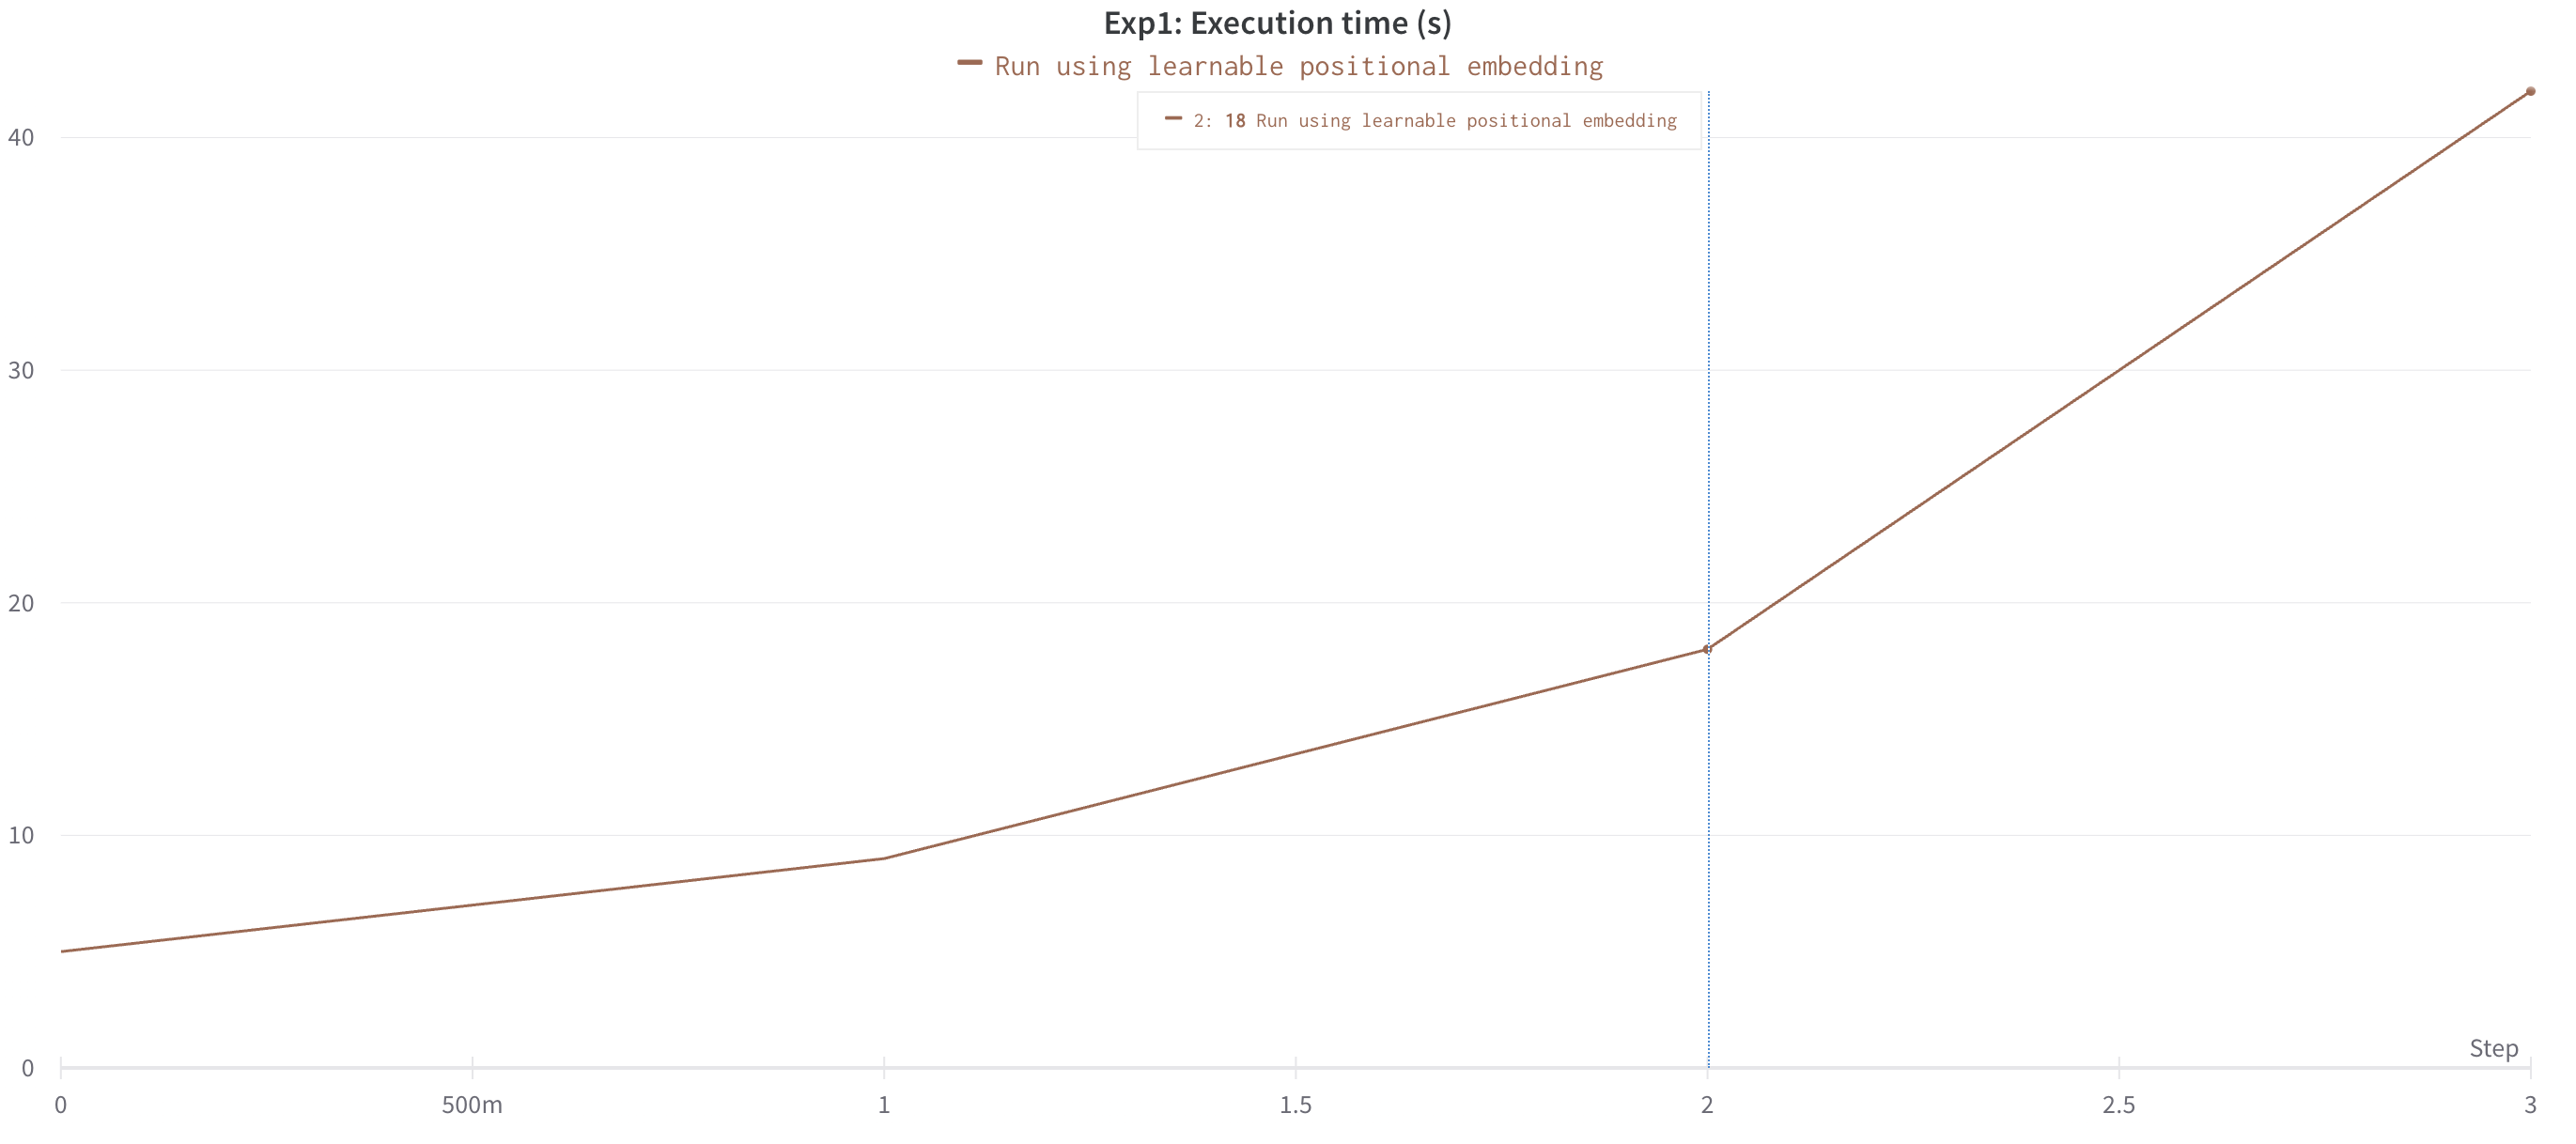 Exp1: Execution time (s)
Run using learnable positional embedding
2: 18 Run using learnable positional embedding
40
30
20
10
0
Step
0 500m 1 1.5 2 2.5 3